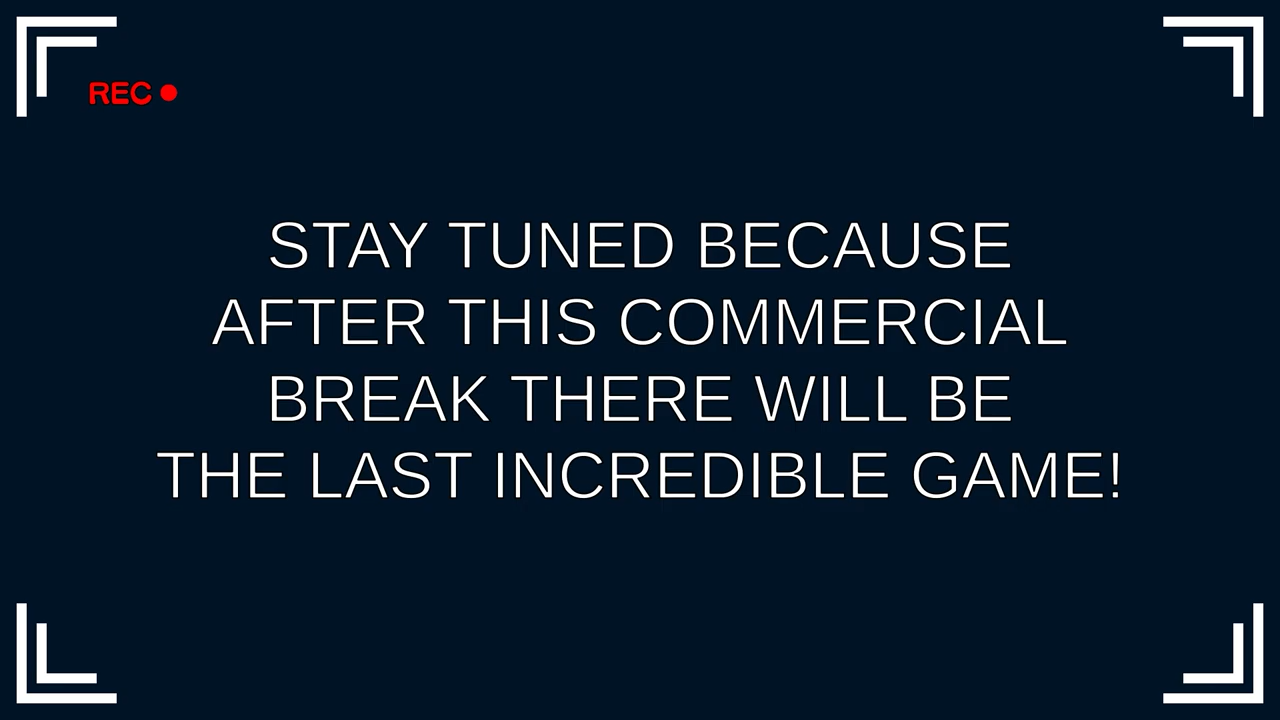 REC
STAY TUNED BECAUSE
AFTER THIS COMMERCIAL
BREAK THERE WILL BE
THE LAST INCREDIBLE GAME!